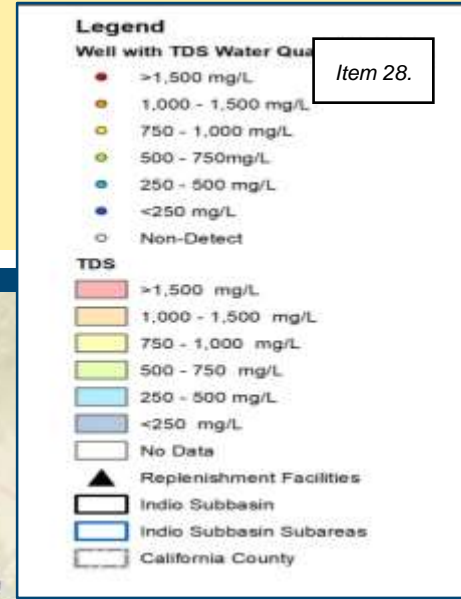 Legend
Well with TDS Water Qua
Item 28.
>1,500 mg/L
1,000 - 1,500 mg/L
750 - 1,000 mg/L
500 - 750mg/L
250 - 500 mg/L
<250 mg/L
Non-Detect
TDS
>1,500 mg/L
1,000 - 1,500 mg/L
750 - 1,000 mg/L
500 - 750 mg/L
250 - 500 mg/L
<250 mg/L
No Data
Replenishment Facilities
Indio Subbasin
Indio Subbasin Subareas
California County